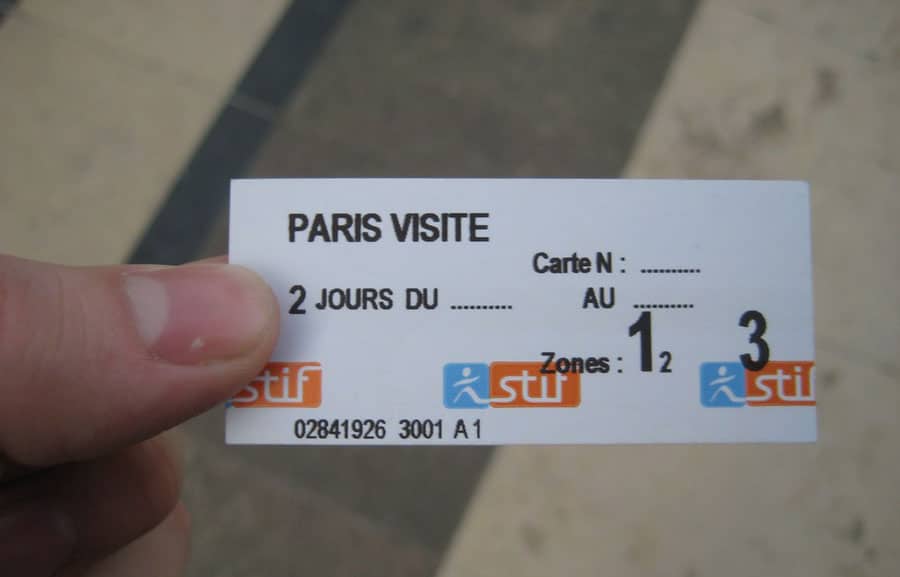 PARIS VISITE
Carte N : ..........
2 JOURS DU .......... AU ..........
Zones : 1 2 3
stif stif stif
02841926 3001 A 1